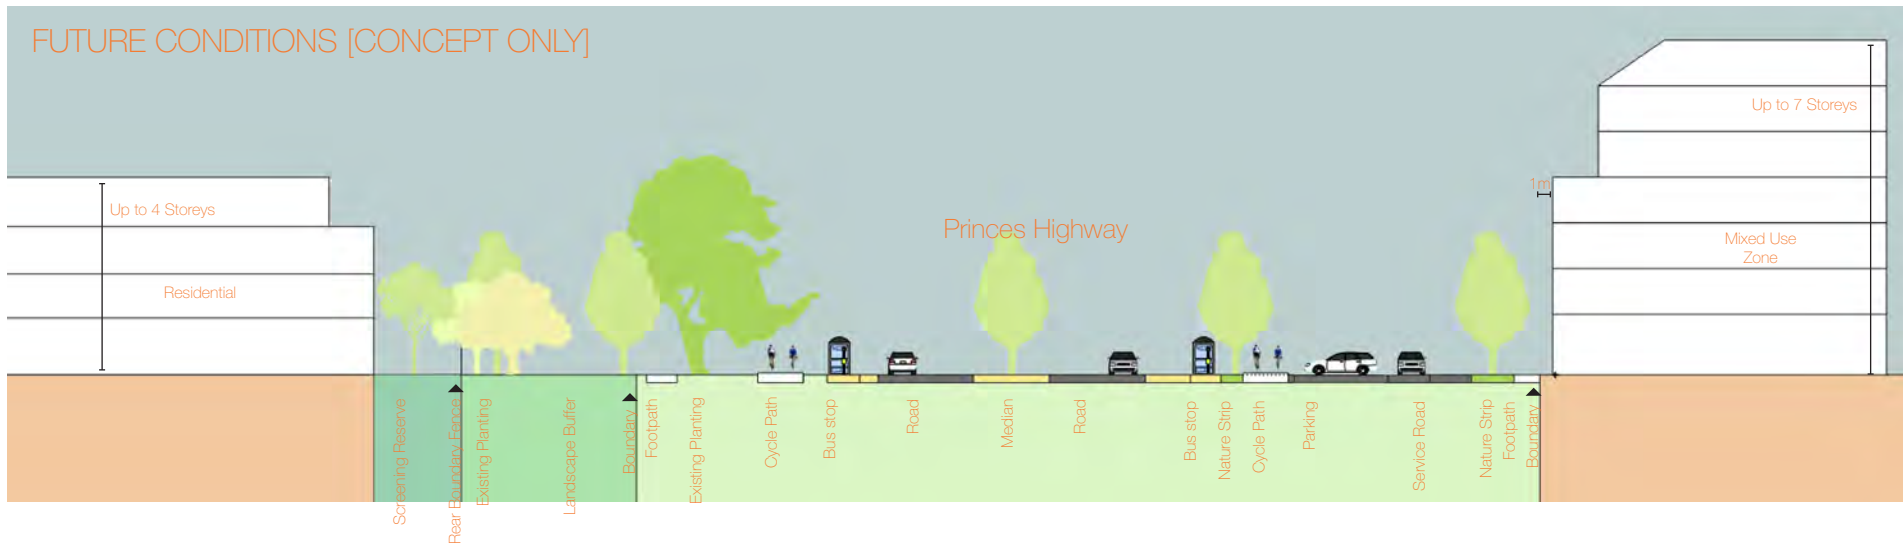 FUTURE CONDITIONS [CONCEPT ONLY]
Up to 7 Storeys
1m
Up to 4 Storeys
Princes Highway
Mixed Use
Zone
Residential
Screening Reserve
Rear Boundary Fence
Existing Planting
Landscape Buffer
Boundary
Footpath
Existing Planting
Cycle Path
Bus stop
Road
Median
Road
Bus stop
Nature Strip
Cycle Path
Parking
Service Road
Nature Strip
Footpath
Boundary